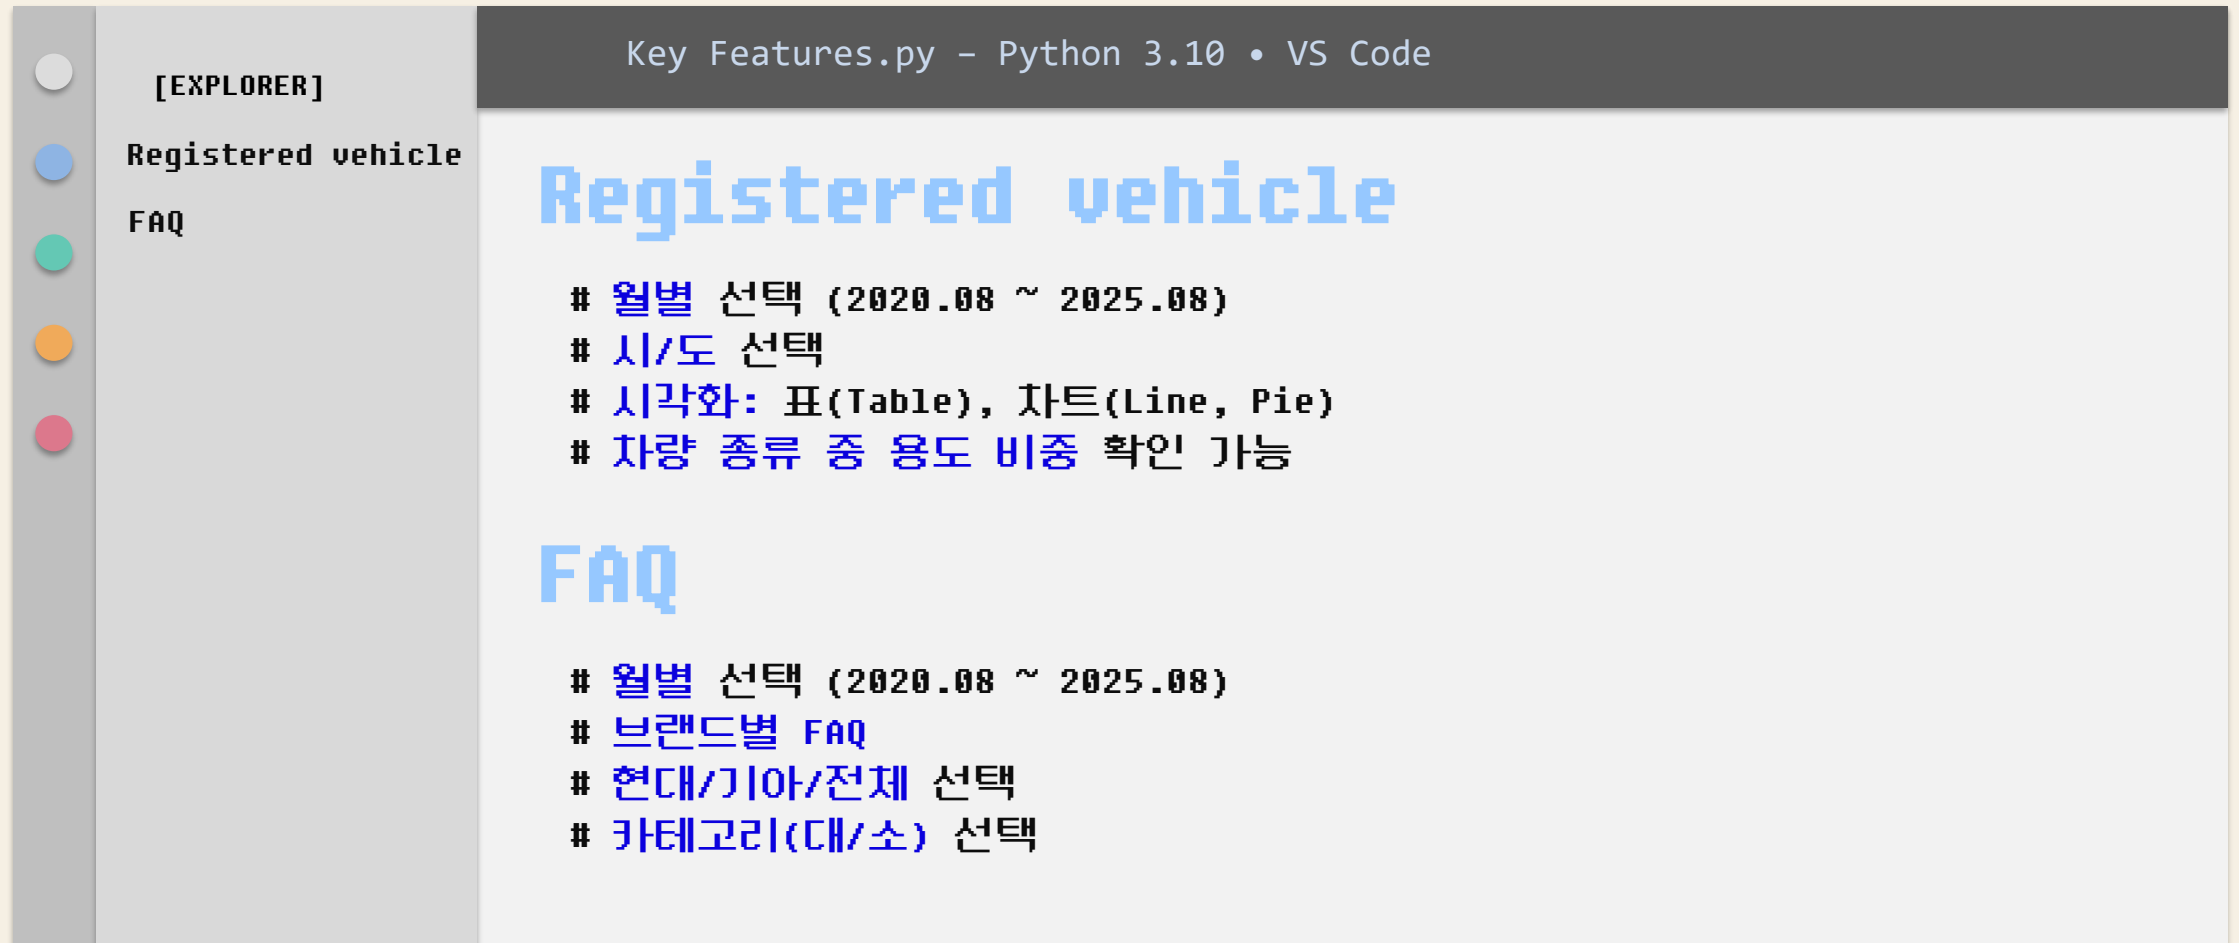 Key Features.py – Python 3.10 • VS Code
[EXPLORER]
Registered vehicle
FAQ
Registered vehicle
# 월별 선택 (2020.08 ~ 2025.08)
# 시/도 선택
# 시각화: 표(Table), 차트(Line, Pie)
# 차량 종류 중 용도 비중 확인 가능
FAQ
# 월별 선택 (2020.08 ~ 2025.08)
# 브랜드별 FAQ
# 현대/기아/전체 선택
# 카테고리(대/소) 선택